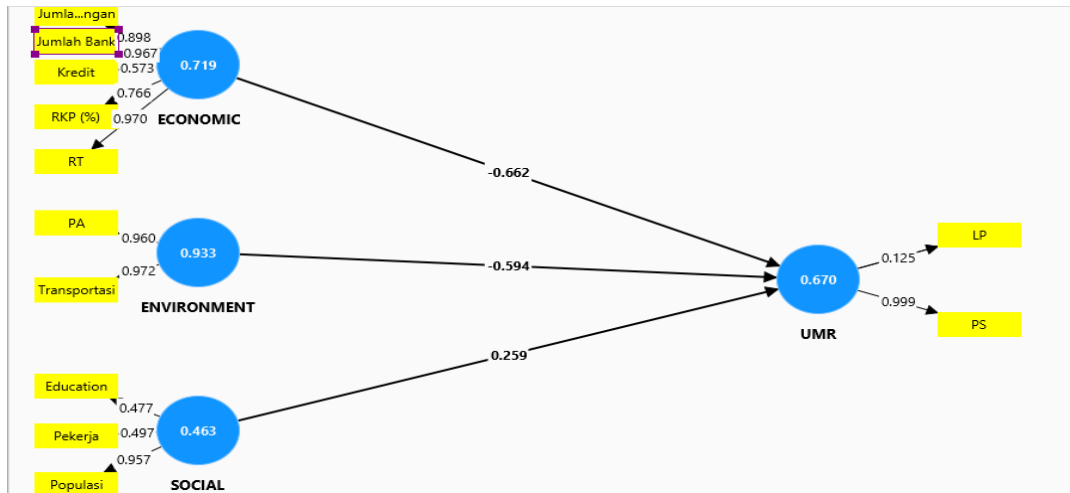 Jumla...ngan
0.898
Jumlah Bank
0.967
Kredit
0.573
0.719
0.766
RKP (%)
0.970
ECONOMIC
RT
-0.662
PA
0.960
0.933
-0.594
0.972
Transportasi
ENVIRONMENT
LP
0.125
0.670
0.999
PS
UMR
0.259
Education
0.477
Pekerja
0.497
0.463
0.957
Populasi
SOCIAL